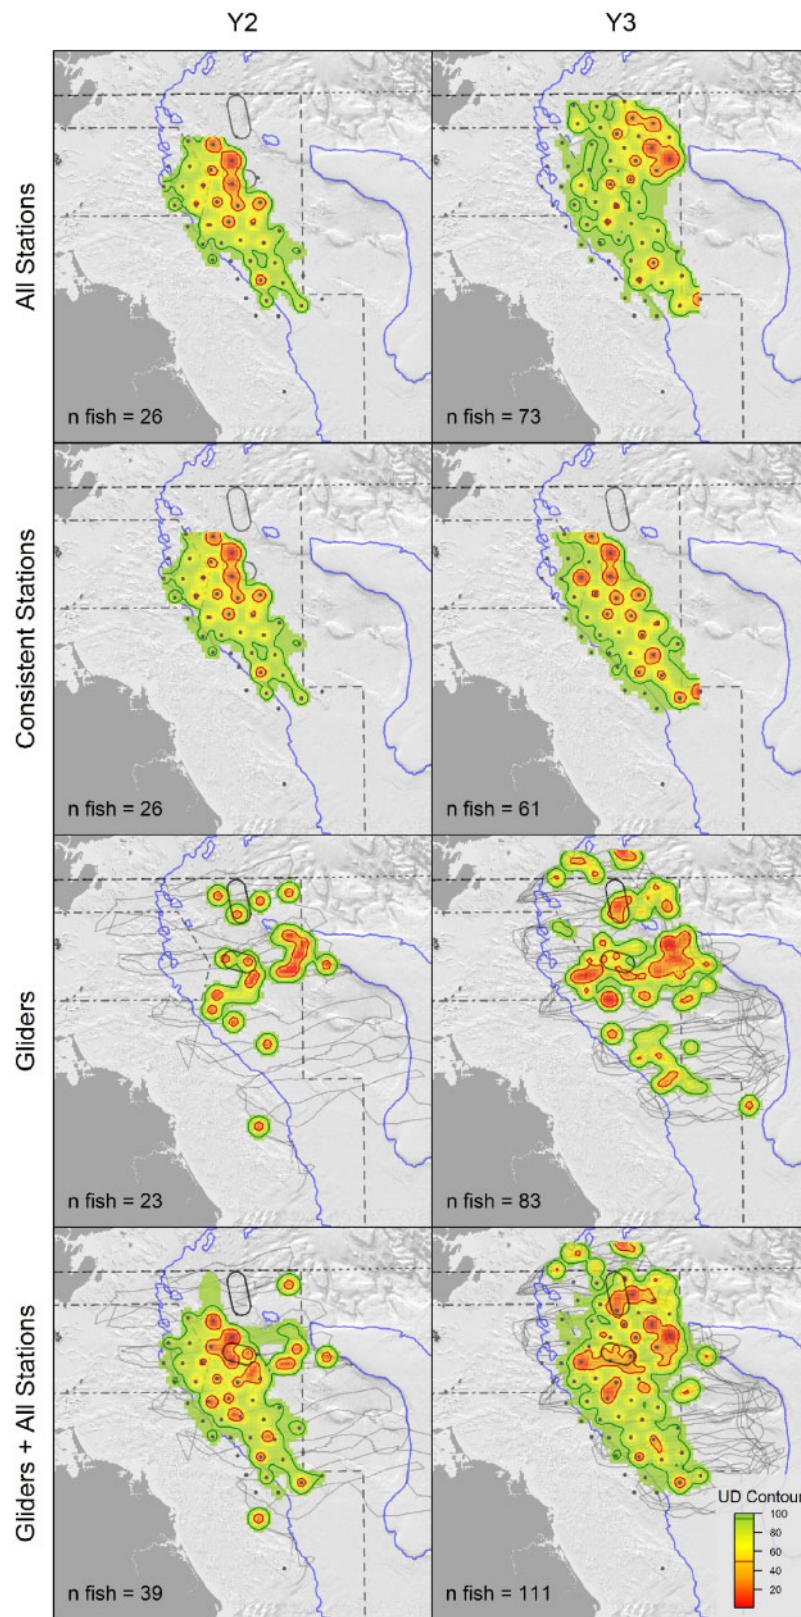 Y2 Y3
All Stations
n fish = 26
n fish = 73
Consistent Stations
n fish = 26
n fish = 61
Gliders
n fish = 23
n fish = 83
Gliders + All Stations
n fish = 39
n fish = 111
UD Contour
100
80
60
40
20